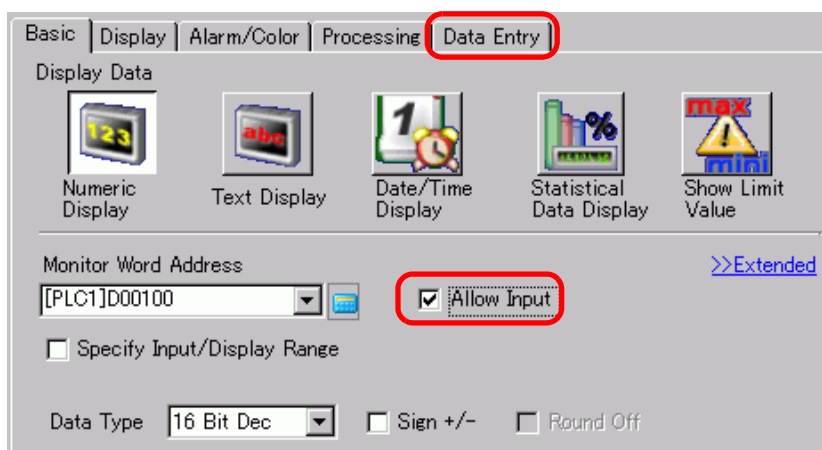 Basic Display Alarm/Color Processing Data Entry
Display Data
123 abc 1 % max mini
Numeric Display Text Display Date/Time Display Statistical Data Display Show Limit Value
Monitor Word Address >>Extended
[PLC1]D00100 Allow Input
Specify Input/Display Range
Data Type 16 Bit Dec Sign +/- Round Off